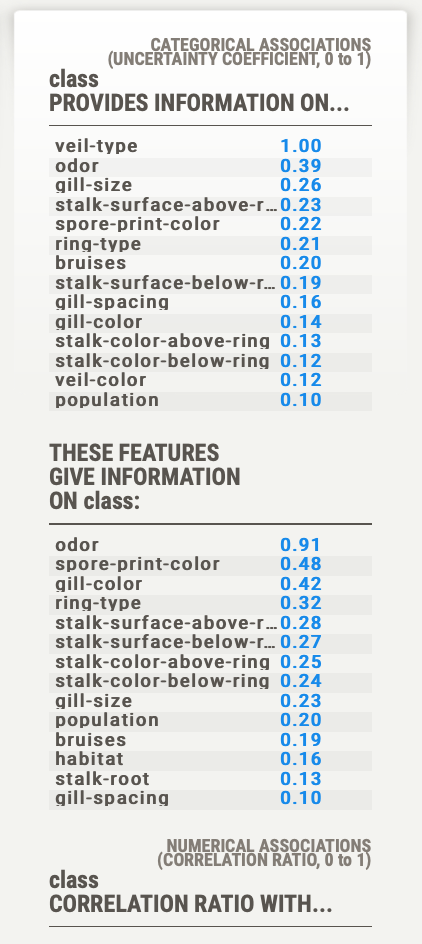 CATEGORICAL ASSOCIATIONS
(UNCERTAINTY COEFFICIENT, 0 to 1)
class
PROVIDES INFORMATION ON...
veil-type 1.00
odor 0.39
gill-size 0.26
stalk-surface-above-r… 0.23
spore-print-color 0.22
ring-type 0.21
bruises 0.20
stalk-surface-below-r… 0.19
gill-spacing 0.16
gill-color 0.14
stalk-color-above-ring 0.13
stalk-color-below-ring 0.12
veil-color 0.12
population 0.10
THESE FEATURES
GIVE INFORMATION
ON class:
odor 0.91
spore-print-color 0.48
gill-color 0.42
ring-type 0.32
stalk-surface-above-r… 0.28
stalk-surface-below-r… 0.27
stalk-color-above-ring 0.25
stalk-color-below-ring 0.24
gill-size 0.23
population 0.20
bruises 0.19
habitat 0.16
stalk-root 0.13
gill-spacing 0.10
NUMERICAL ASSOCIATIONS
(CORRELATION RATIO, 0 to 1)
class
CORRELATION RATIO WITH...